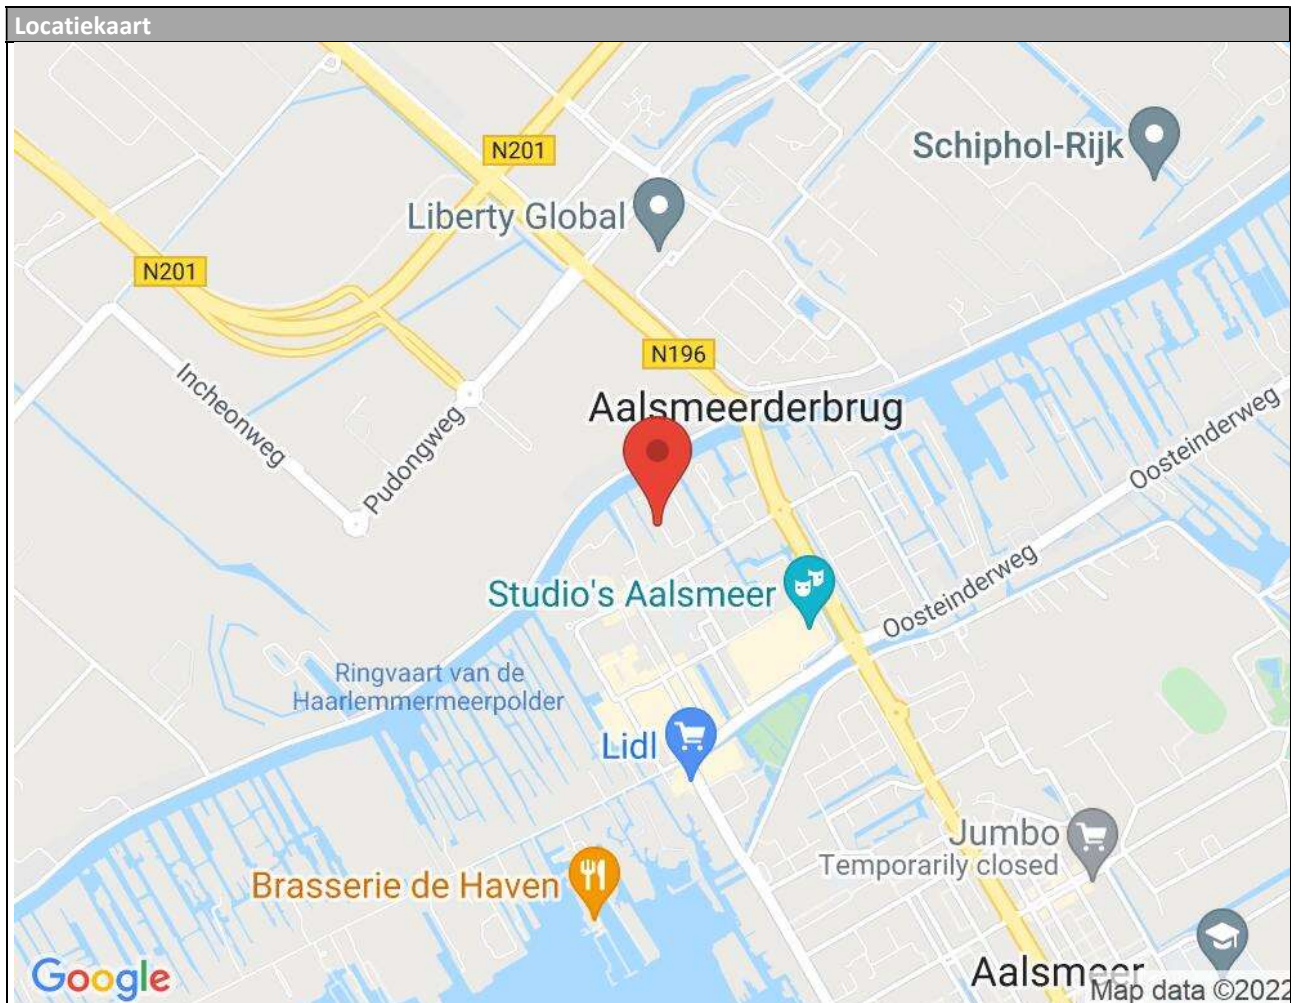 Locatiekaart
N201
Schiphol-Rijk
Liberty Global
N201
N196
Incheonweg
Aalsmeerderbrug
Pudongweg
Oosteinderweg
Studio's Aalsmeer
Oosteinderweg
Ringvaart van de
Haarlemmermeerpolder
Lidl
Jumbo
Temporarily closed
Brasserie de Haven
Aalsmeer
Google
Map data ©2022